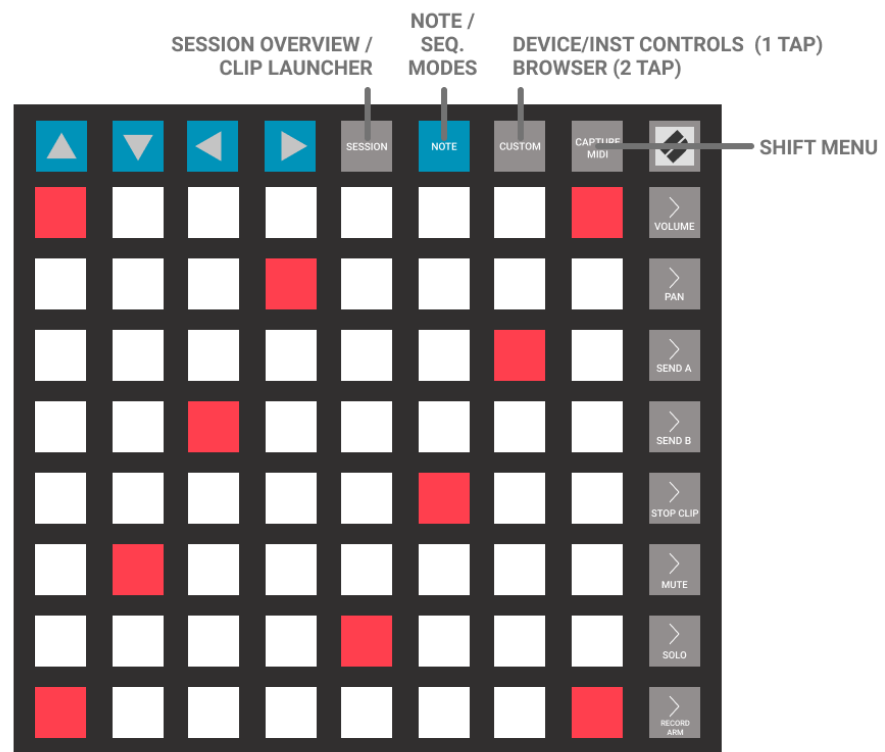 NOTE /
SESSION OVERVIEW /
SEQ.
DEVICE/INST CONTROLS (1 TAP)
CLIP LAUNCHER
MODES
BROWSER (2 TAP)
SESSION
NOTE
CUSTOM
CAPTURE
MIDI
SHIFT MENU
VOLUME
PAN
SEND A
SEND B
STOP CLIP
MUTE
SOLO
RECORD
ARM